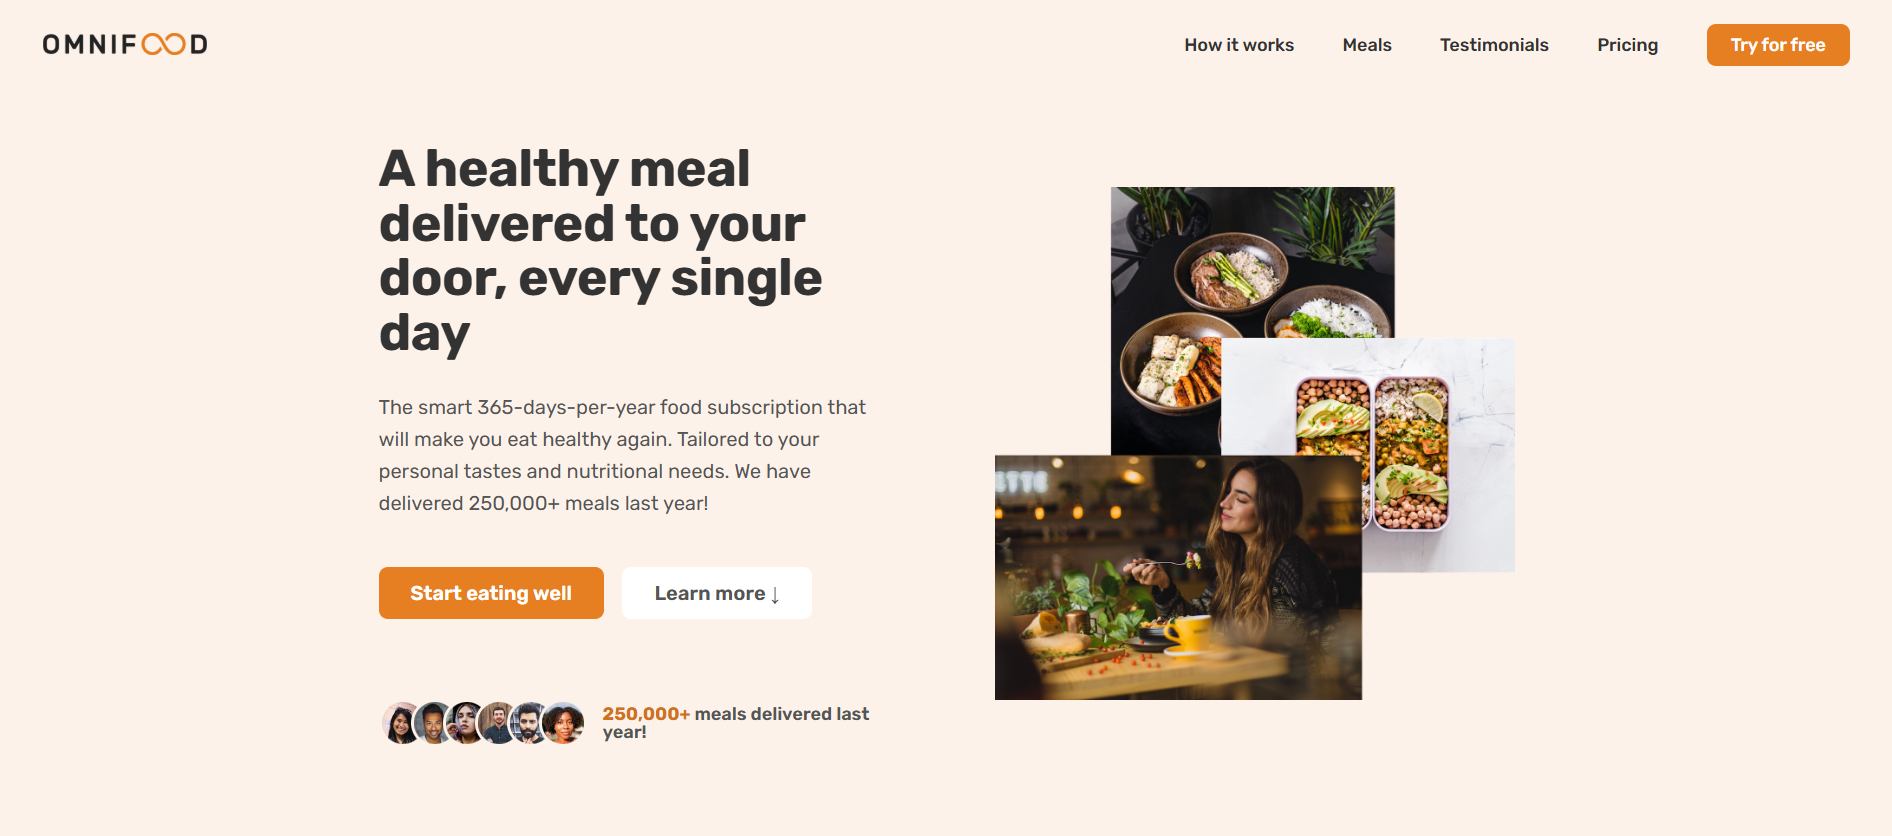 OMNIFOOD
How it works
Meals
Testimonials
Pricing
Try for free
A healthy meal
delivered to your
door, every single
day
The smart 365-days-per-year food subscription that
will make you eat healthy again. Tailored to your
personal tastes and nutritional needs. We have
delivered 250,000+ meals last year!
Start eating well
Learn more ↓
250,000+ meals delivered last
year!